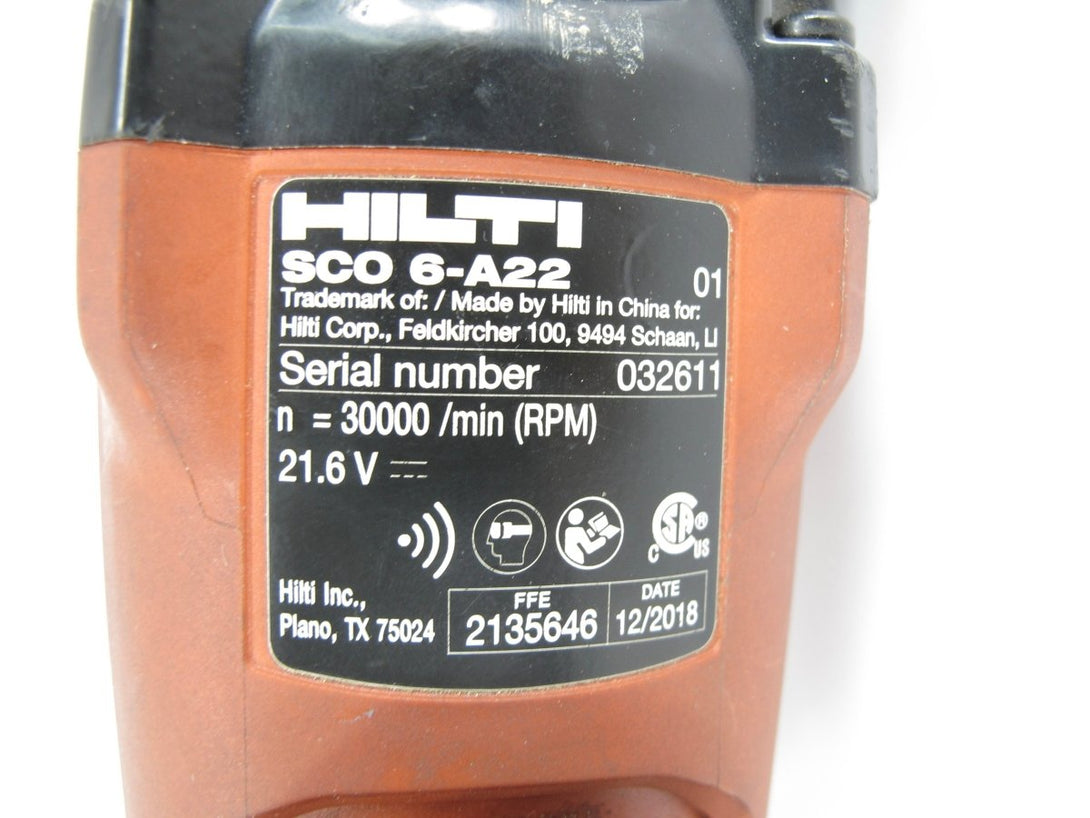 HILTI
SCO 6-A22 01
Trademark of: / Made by Hilti in China for:
Hilti Corp., Feldkircher 100, 9494 Schaan, LI
Serial number 032611
n = 30000 /min (RPM)
21.6 V
C SA ® US
Hilti Inc.,
Plano, TX 75024
FFE
2135646
DATE
12/2018